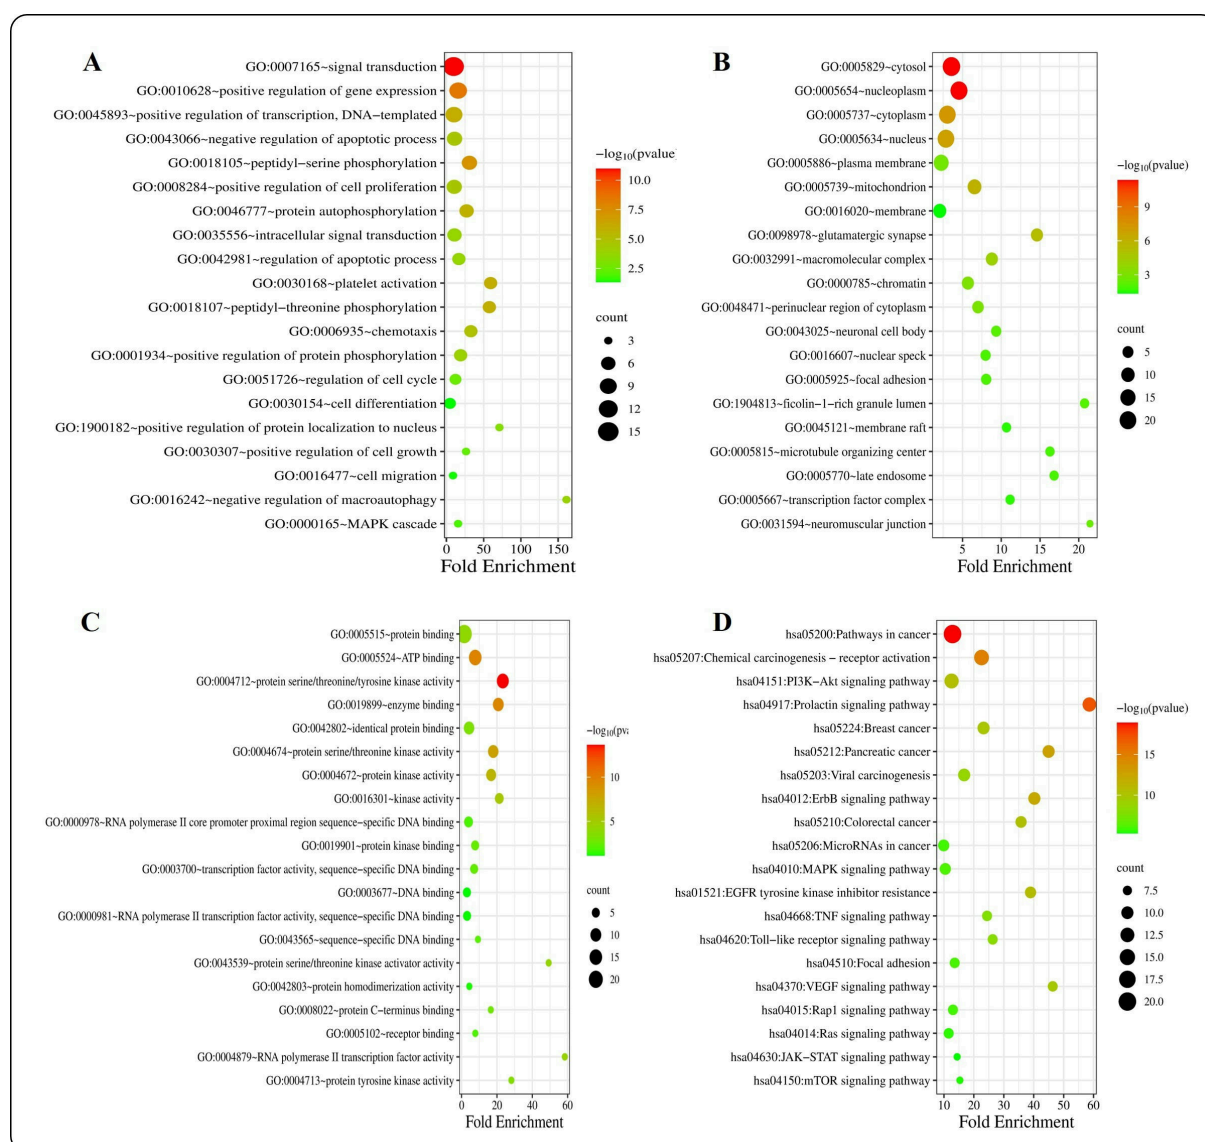 A
GO:0007165~signal transduction
GO:0010628~positive regulation of gene expression
GO:0045893~positive regulation of transcription, DNA−templated
GO:0043066~negative regulation of apoptotic process
GO:0018105~peptidyl−serine phosphorylation
GO:0008284~positive regulation of cell proliferation
GO:0046777~protein autophosphorylation
GO:0035556~intracellular signal transduction
GO:0042981~regulation of apoptotic process
GO:0030168~platelet activation
GO:0018107~peptidyl−threonine phosphorylation
GO:0006935~chemotaxis
GO:0001934~positive regulation of protein phosphorylation
GO:0051726~regulation of cell cycle
GO:0030154~cell differentiation
GO:1900182~positive regulation of protein localization to nucleus
GO:0030307~positive regulation of cell growth
GO:0016477~cell migration
GO:0016242~negative regulation of macroautophagy
GO:0000165~MAPK cascade
0 50 100 150
Fold Enrichment
−log10(pvalue)
10.0
7.5
5.0
2.5
count
3
6
9
12
15
B
GO:0005829~cytosol
GO:0005654~nucleoplasm
GO:0005737~cytoplasm
GO:0005634~nucleus
GO:0005886~plasma membrane
GO:0005739~mitochondrion
GO:0016020~membrane
GO:0098978~glutamatergic synapse
GO:0032991~macromolecular complex
GO:0000785~chromatin
GO:0048471~perinuclear region of cytoplasm
GO:0043025~neuronal cell body
GO:0016607~nuclear speck
GO:0005925~focal adhesion
GO:1904813~ficolin−1−rich granule lumen
GO:0045121~membrane raft
GO:0005815~microtubule organizing center
GO:0005770~late endosome
GO:0005667~transcription factor complex
GO:0031594~neuromuscular junction
5 10 15 20
Fold Enrichment
−log10(pvalue)
9
6
3
count
5
10
15
20
C
GO:0005515~protein binding
GO:0005524~ATP binding
GO:0004712~protein serine/threonine/tyrosine kinase activity
GO:0019899~enzyme binding
GO:0042802~identical protein binding
GO:0004674~protein serine/threonine kinase activity
GO:0004672~protein kinase activity
GO:0016301~kinase activity
GO:0000978~RNA polymerase II core promoter proximal region sequence−specific DNA binding
GO:0019901~protein kinase binding
GO:0003700~transcription factor activity, sequence−specific DNA binding
GO:0003677~DNA binding
GO:0000981~RNA polymerase II transcription factor activity, sequence−specific DNA binding
GO:0043565~sequence−specific DNA binding
GO:0043539~protein serine/threonine kinase activator activity
GO:0042803~protein homodimerization activity
GO:0008022~protein C−terminus binding
GO:0005102~receptor binding
GO:0004879~RNA polymerase II transcription factor activity
GO:0004713~protein tyrosine kinase activity
0 20 40 60
Fold Enrichment
−log10(pva
10
5
count
5
10
15
20
D
hsa05200:Pathways in cancer
hsa05207:Chemical carcinogenesis − receptor activation
hsa04151:PI3K−Akt signaling pathway
hsa04917:Prolactin signaling pathway
hsa05224:Breast cancer
hsa05212:Pancreatic cancer
hsa05203:Viral carcinogenesis
hsa04012:ErbB signaling pathway
hsa05210:Colorectal cancer
hsa05206:MicroRNAs in cancer
hsa04010:MAPK signaling pathway
hsa01521:EGFR tyrosine kinase inhibitor resistance
hsa04668:TNF signaling pathway
hsa04620:Toll−like receptor signaling pathway
hsa04510:Focal adhesion
hsa04370:VEGF signaling pathway
hsa04015:Rap1 signaling pathway
hsa04014:Ras signaling pathway
hsa04630:JAK−STAT signaling pathway
hsa04150:mTOR signaling pathway
10 20 30 40 50 60
Fold Enrichment
−log10(pvalue)
15
10
count
7.5
10.0
12.5
15.0
17.5
20.0